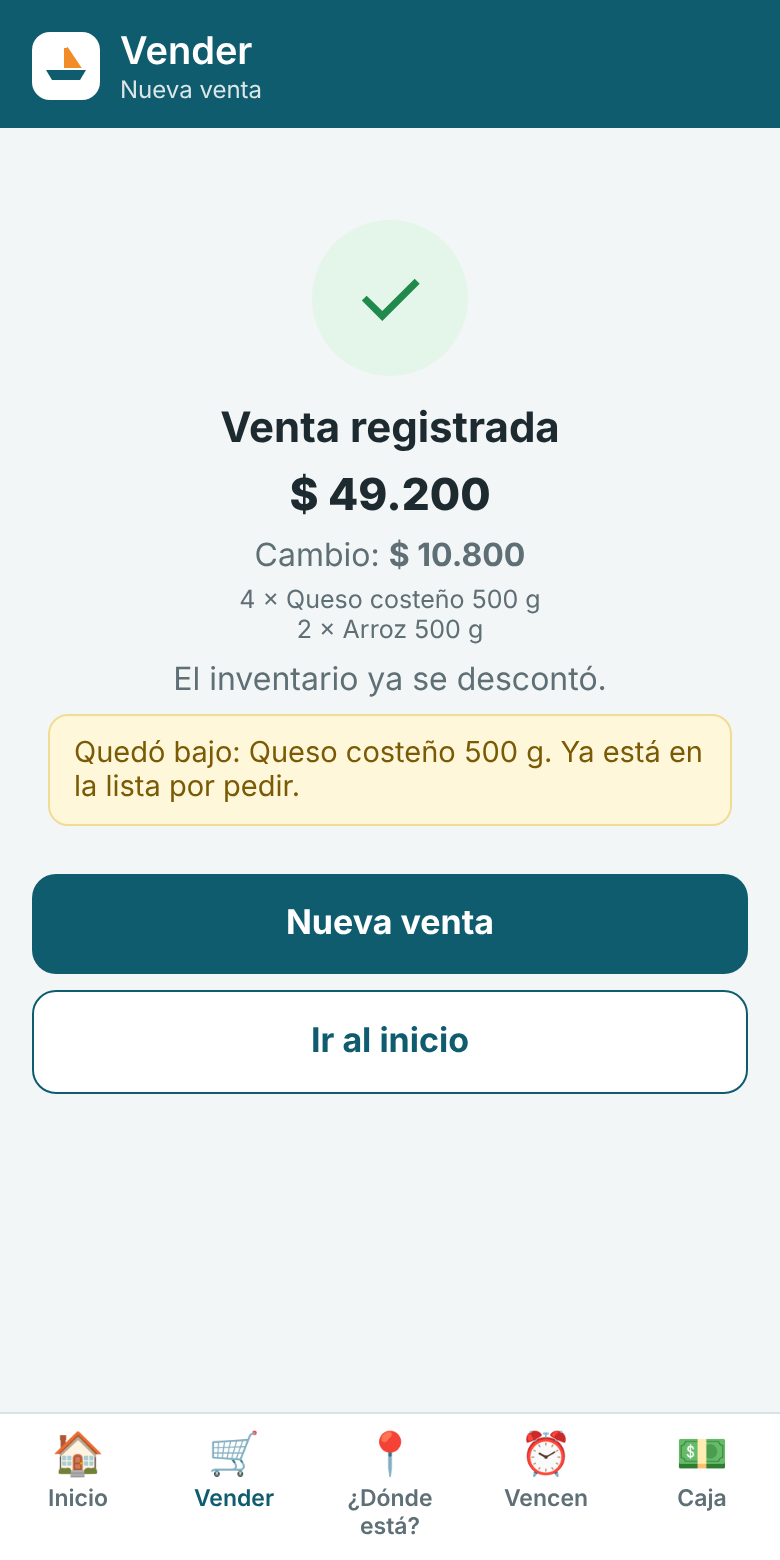 Vender
Nueva venta
Venta registrada
$ 49.200
Cambio: $ 10.800
4 × Queso costeño 500 g
2 × Arroz 500 g
El inventario ya se descontó.
Quedó bajo: Queso costeño 500 g. Ya está en
la lista por pedir.
Nueva venta
Ir al inicio
Inicio
Vender
¿Dónde
está?
Vencen
Caja